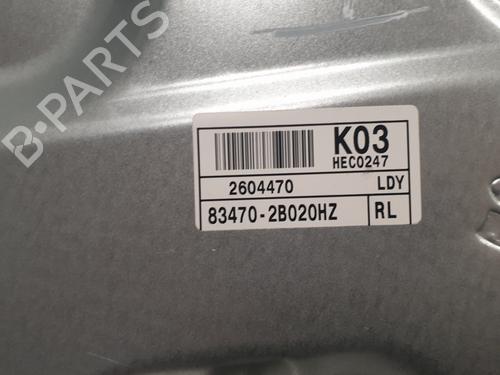 B-PARTS
K03
HEC0247
2604470 LDY
83470-2B020HZ RL